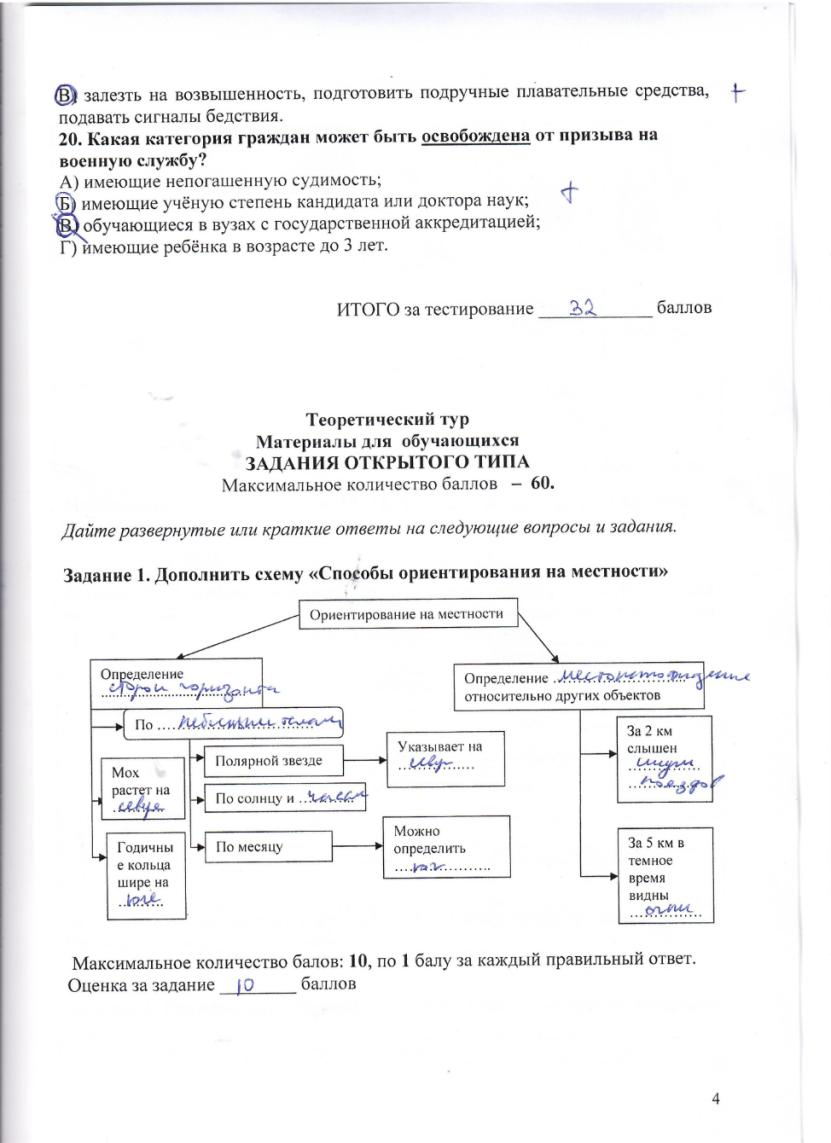 В) залезть на возвышенность, подготовить подручные плавательные средства, +
подавать сигналы бедствия.
20. Какая категория граждан может быть освобождена от призыва на
военную службу?
А) имеющие непогашенную судимость;
Б) имеющие учёную степень кандидата или доктора наук; +
В) обучающиеся в вузах с государственной аккредитацией;
Г) имеющие ребёнка в возрасте до 3 лет.
ИТОГО за тестирование 32 баллов
Теоретический тур
Материалы для обучающихся
ЗАДАНИЯ ОТКРЫТОГО ТИПА
Максимальное количество баллов – 60.
Дайте развернутые или краткие ответы на следующие вопросы и задания.
Задание 1. Дополнить схему «Способы ориентирования на местности»
Ориентирование на местности
Определение
сторон горизонта
Определение местоположение
относительно других объектов
По небесным телам
Мох
растет на
севере
Годичны
е кольца
шире на
юге
Полярной звезде
По солнцу и часам
По месяцу
Указывает на
север
Можно
определить
юг
За 2 км
слышен
шум
поездов
За 5 км в
темное
время
видны
огни
Максимальное количество балов: 10, по 1 балу за каждый правильный ответ.
Оценка за задание 10 баллов
4